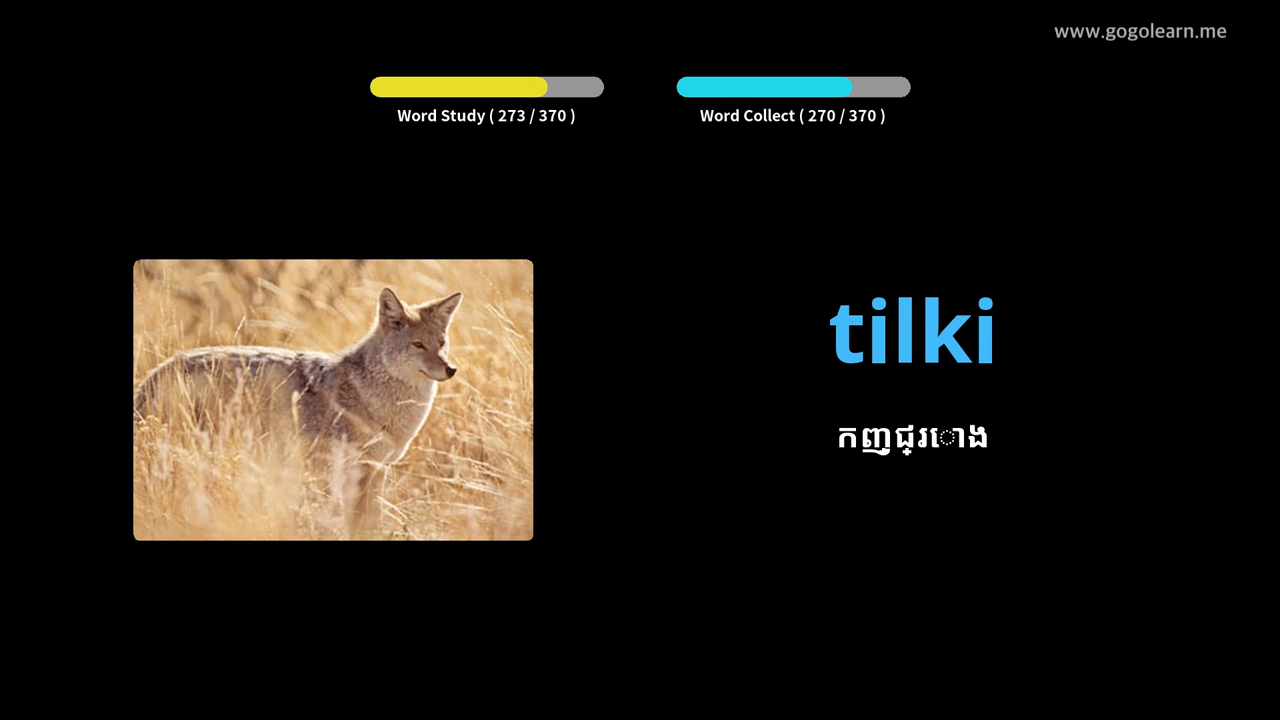 www.gogolearn.me
Word Study ( 273 / 370 )
Word Collect ( 270 / 370 )
tilki
កញ្ជ្រោង